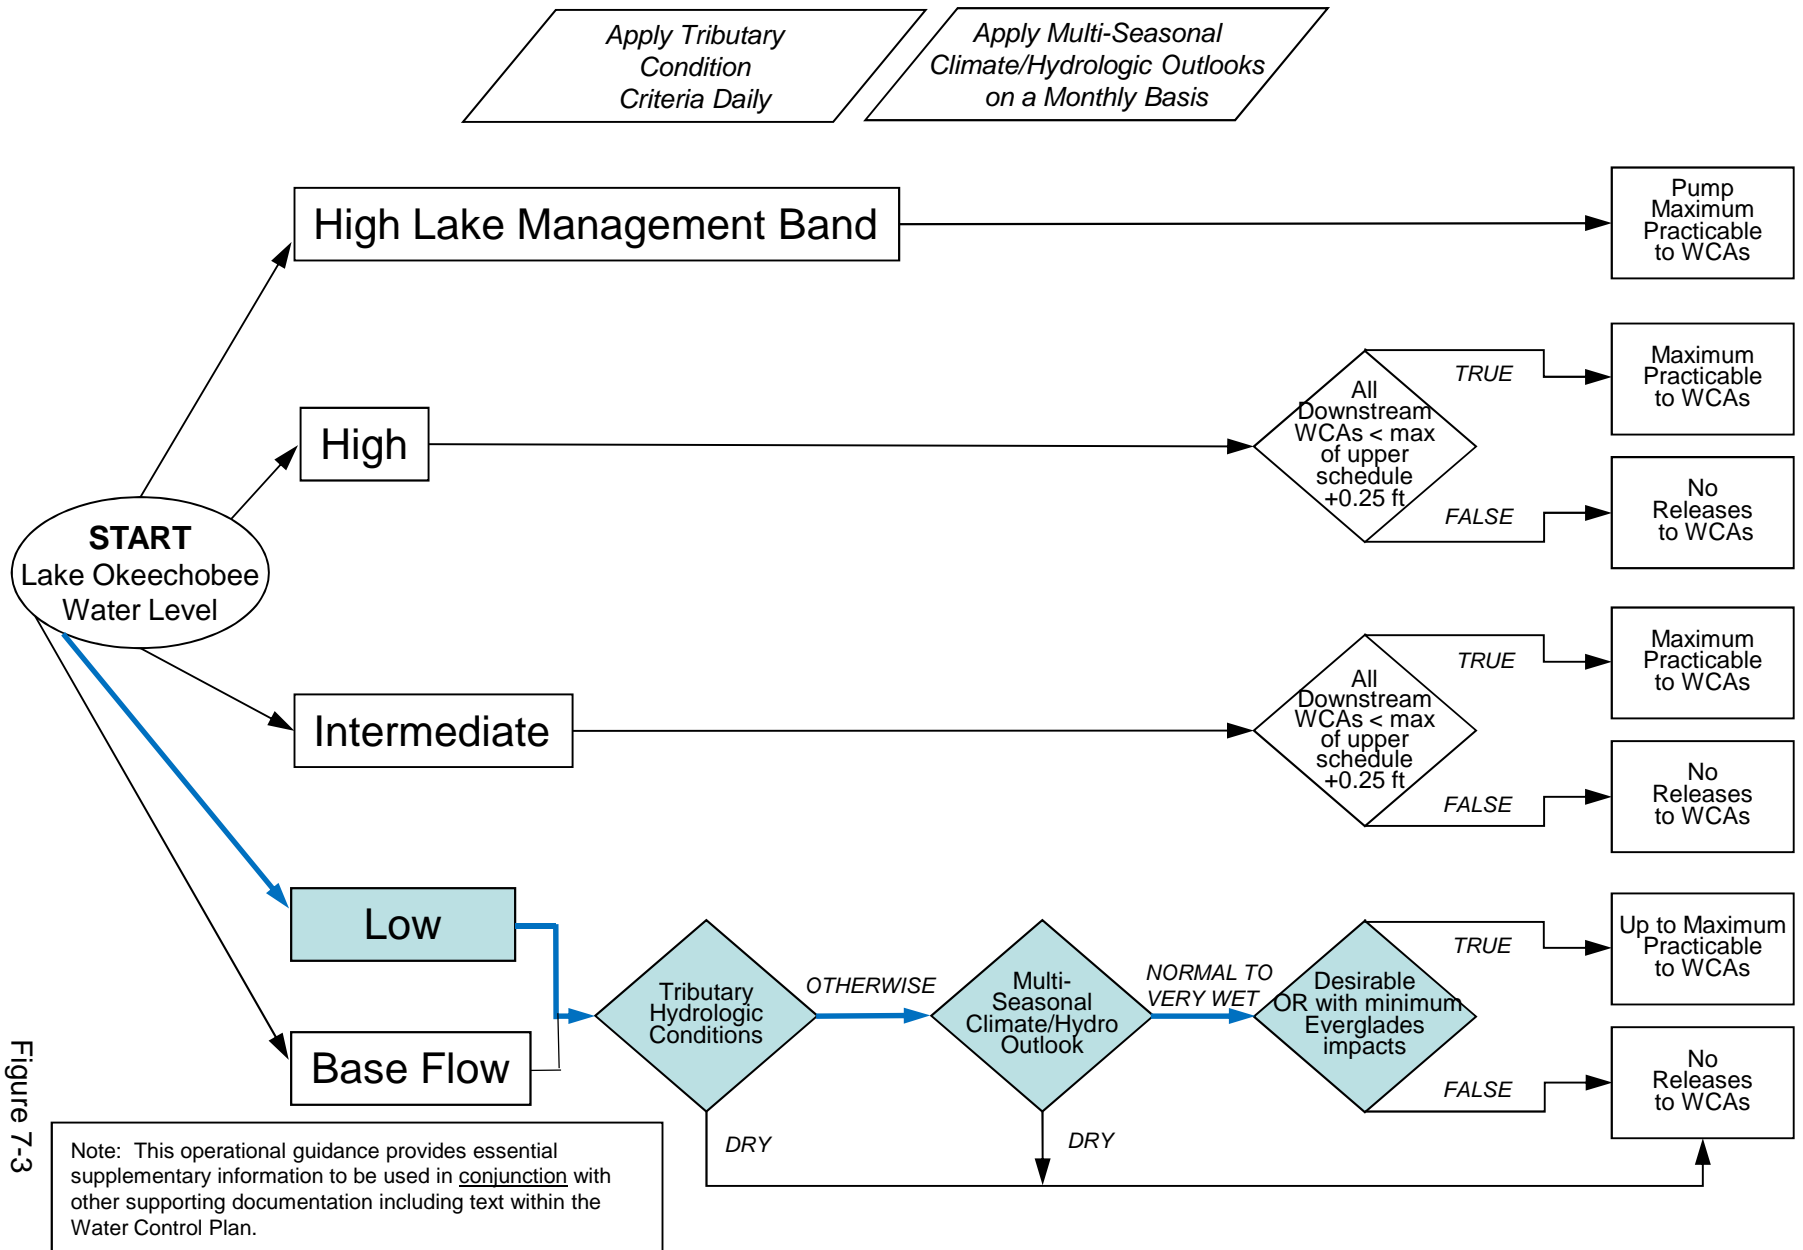 Apply Tributary
Condition
Criteria Daily
Apply Multi-Seasonal
Climate/Hydrologic Outlooks
on a Monthly Basis
High Lake Management Band
Pump
Maximum
Practicable
to WCAs
High
All
Downstream
WCAs < max
of upper
schedule
+0.25 ft
TRUE
Maximum
Practicable
to WCAs
FALSE
No
Releases
to WCAs
START
Lake Okeechobee
Water Level
Intermediate
All
Downstream
WCAs < max
of upper
schedule
+0.25 ft
TRUE
Maximum
Practicable
to WCAs
FALSE
No
Releases
to WCAs
Low
Base Flow
Tributary
Hydrologic
Conditions
OTHERWISE
DRY
Multi-
Seasonal
Climate/Hydro
Outlook
NORMAL TO
VERY WET
DRY
Desirable
OR with minimum
Everglades
impacts
TRUE
Up to Maximum
Practicable
to WCAs
FALSE
No
Releases
to WCAs
Figure 7-3
Note: This operational guidance provides essential
supplementary information to be used in conjunction with
other supporting documentation including text within the
Water Control Plan.